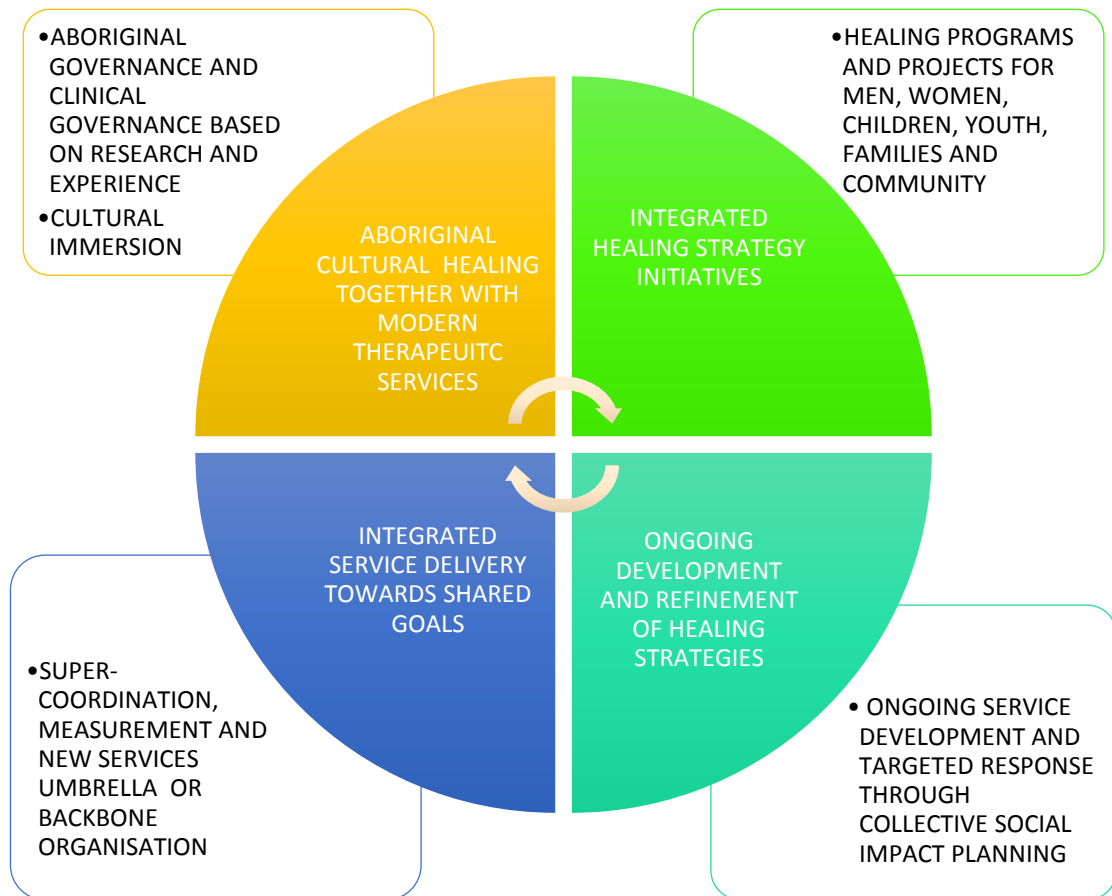 •ABORIGINAL
GOVERNANCE AND
CLINICAL
GOVERNANCE BASED
ON RESEARCH AND
EXPERIENCE
•CULTURAL
IMMERSION
•HEALING PROGRAMS
AND PROJECTS FOR
MEN, WOMEN,
CHILDREN, YOUTH,
FAMILIES AND
COMMUNITY
ABORIGINAL
CULTURAL HEALING
TOGETHER WITH
MODERN
THERAPEUITC
SERVICES
INTEGRATED
HEALING STRATEGY
INITIATIVES
INTEGRATED
SERVICE DELIVERY
TOWARDS SHARED
GOALS
ONGOING
DEVELOPMENT
AND REFINEMENT
OF HEALING
STRATEGIES
•SUPER-
COORDINATION,
MEASUREMENT AND
NEW SERVICES
UMBRELLA OR
BACKBONE
ORGANISATION
• ONGOING SERVICE
DEVELOPMENT AND
TARGETED RESPONSE
THROUGH
COLLECTIVE SOCIAL
IMPACT PLANNING